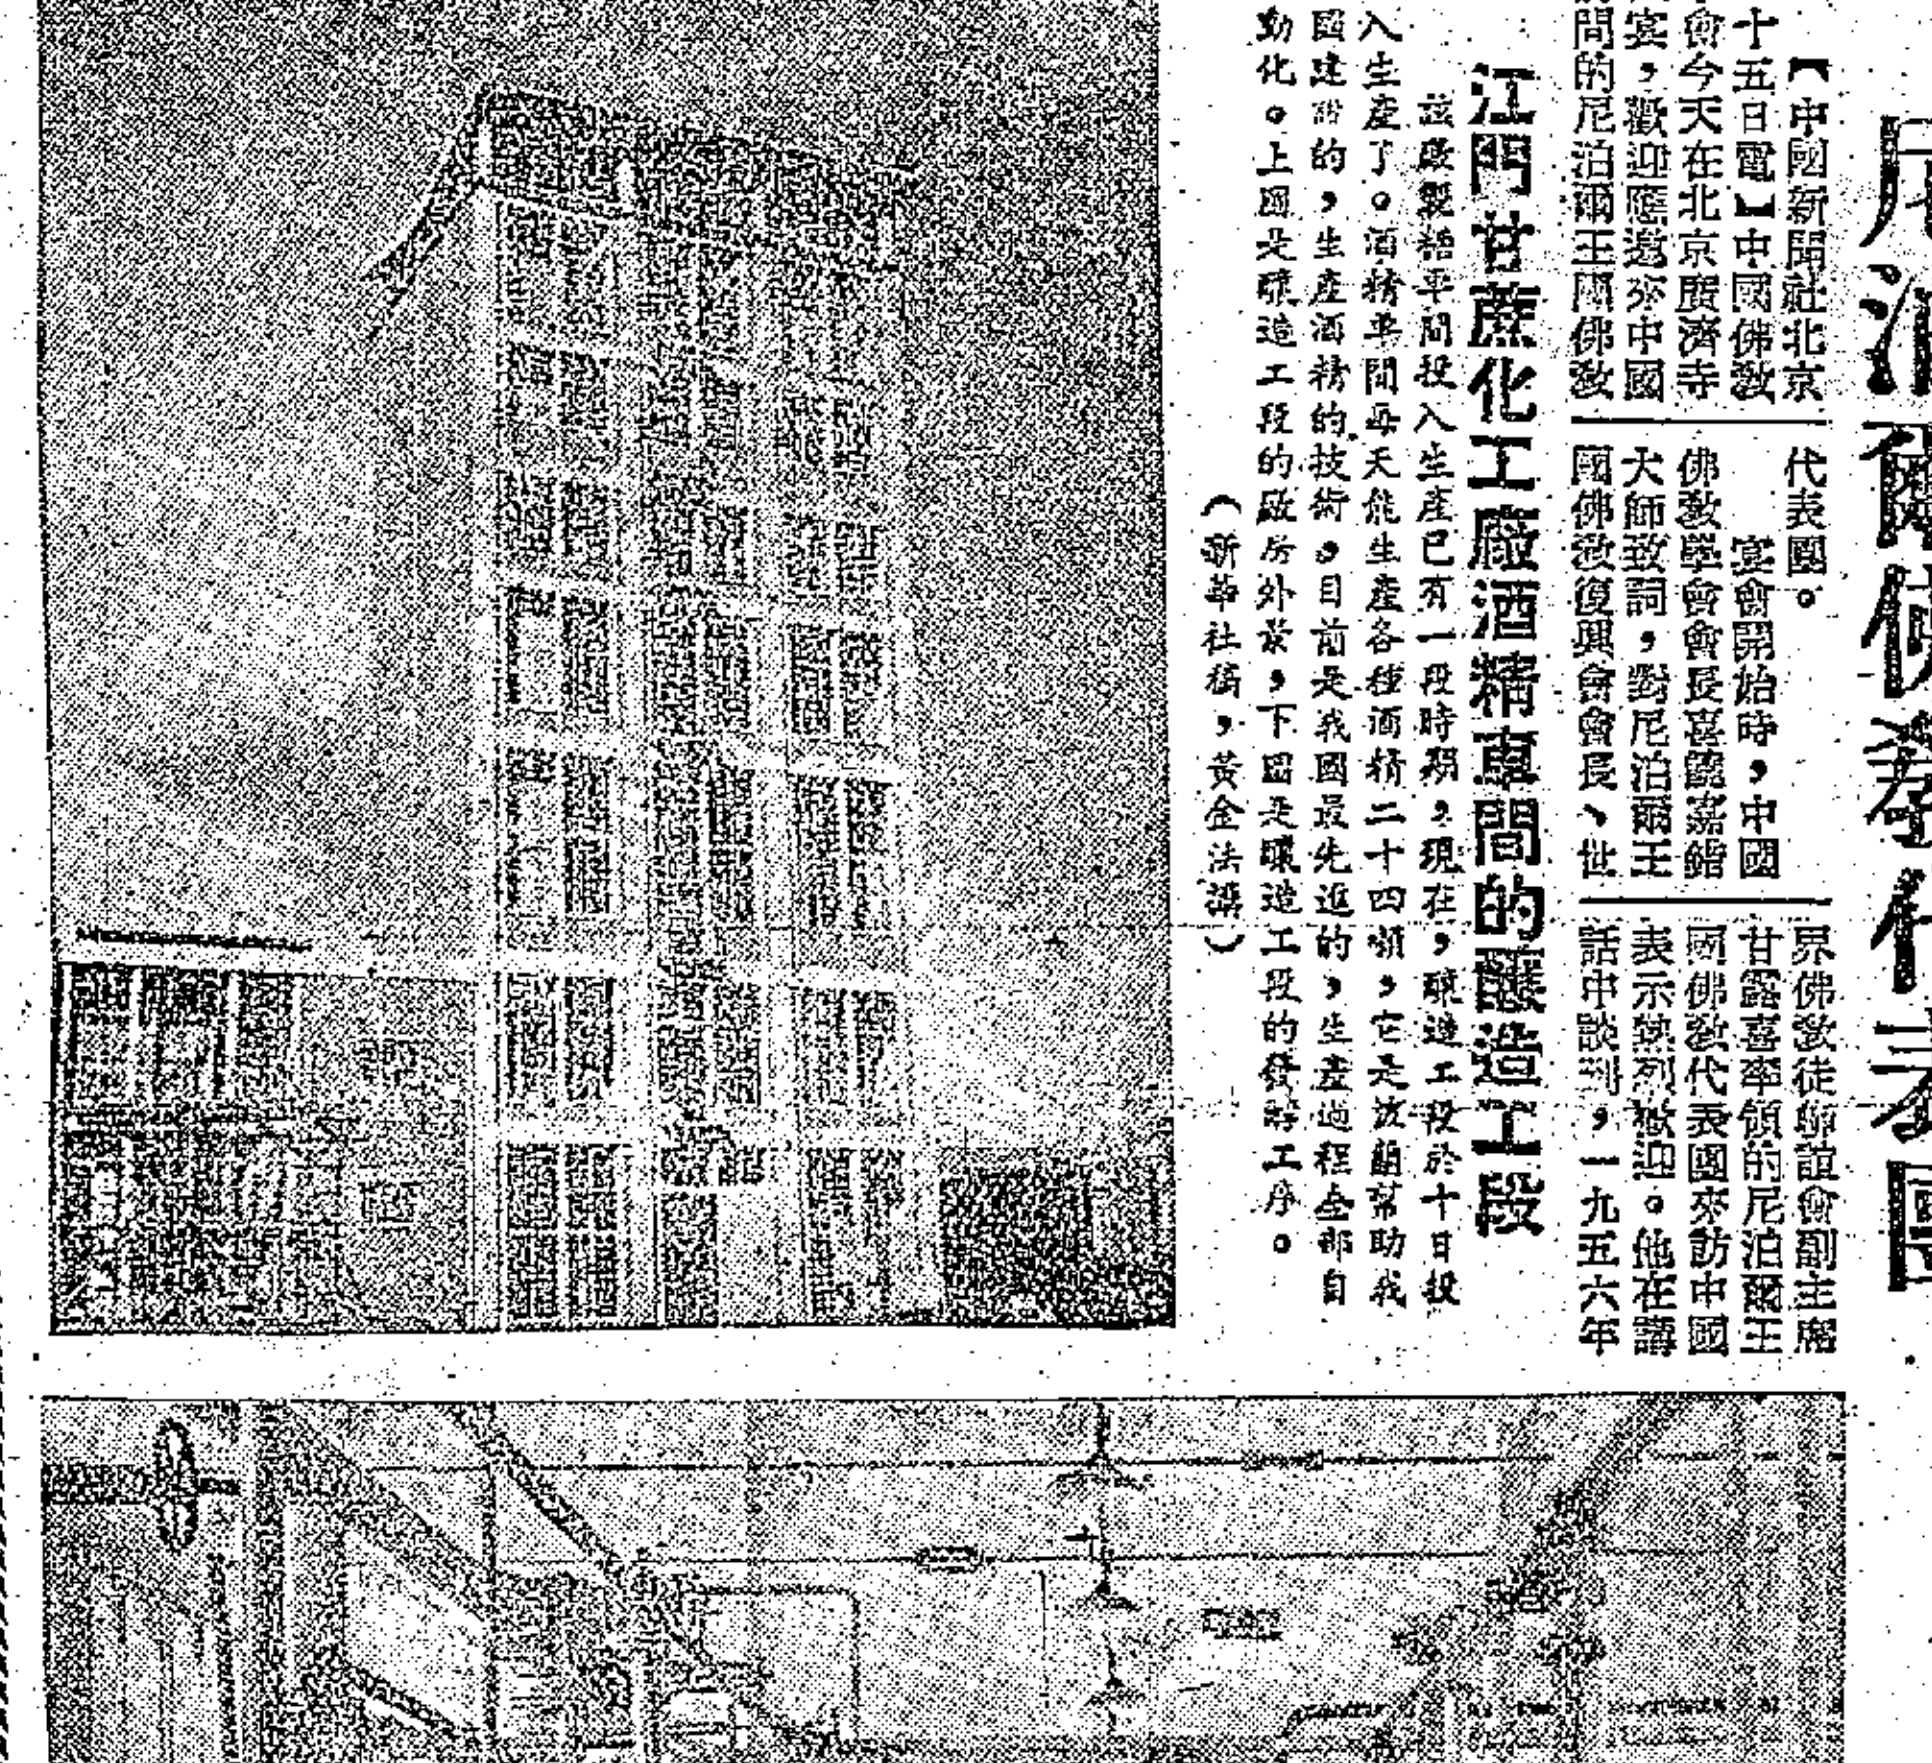 尼泊爾佛教代表團
【中國新聞社北京
十五日電】中國佛教
會今天在北京廣濟寺
宴,歡迎應邀來中國
問的尼泊爾王國佛教
代表團。
宴會開始時,中國
佛教學會會長喜饒嘉錯
大師致詞,對尼泊爾王
國佛教復興會會長、世
界佛教徒聯誼會副主席
甘露喜率領的尼泊爾王
國佛教代表團來訪中國
表示熱烈歡迎。他在講
話中談到,一九五六年
江門甘蔗化工廠酒精車間的釀造工段
該廠製糖車間投入生產已有一段時期,現在,釀造工段於十日投
入生產了。酒精車間每天能生產各種酒精二十四噸,它是波蘭幫助我
國建設的,生產酒精的技術,目前是我國最先進的,生產過程全部自
動化。上圖是釀造工段的廠房外景,下圖是釀造工段的發酵工序。
(新華社稿,黃金法攝)